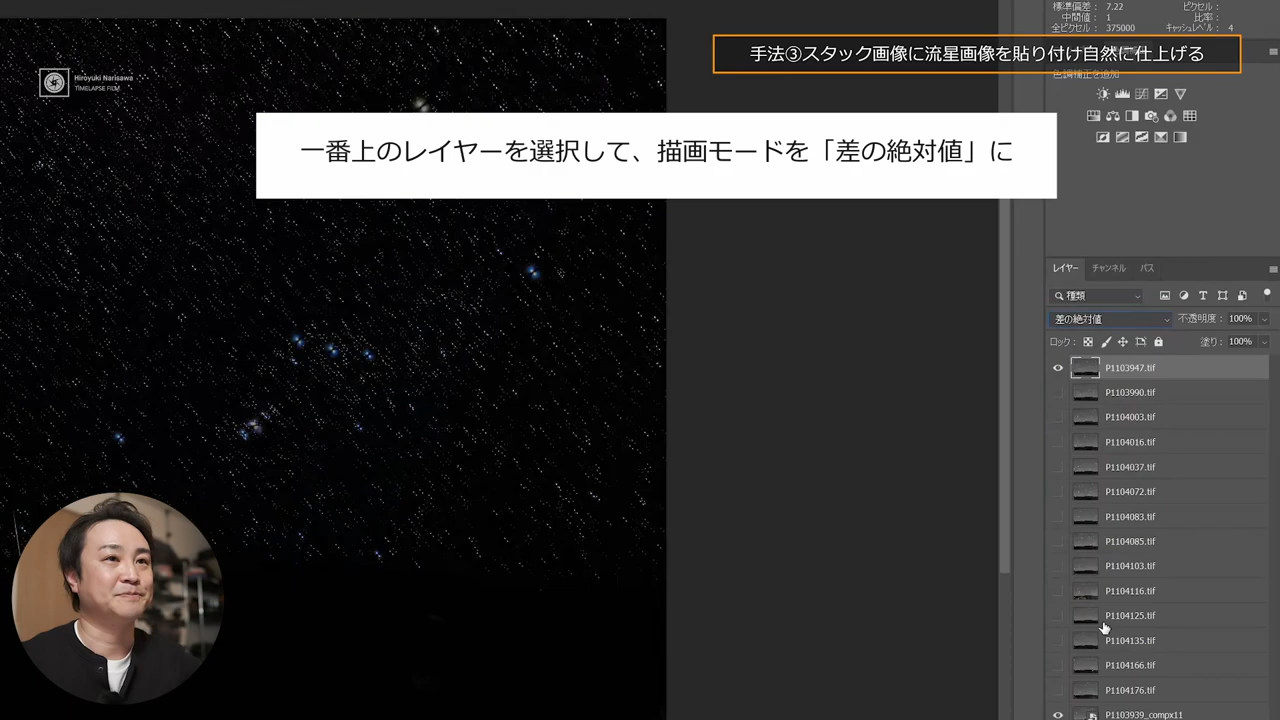 標準偏差： 7.22 ピクセル：
中間値： 1 比率：
全ピクセル： 375000 キャッシュレベル： 4
手法③スタック画像に流星画像を貼り付け自然に仕上げる
色調補正を追加
Hiroyuki Narisawa
TIMELAPSE FILM
一番上のレイヤーを選択して、描画モードを「差の絶対値」に
レイヤー チャンネル パス
種類
差の絶対値 不透明度： 100%
ロック： 塗り： 100%
P1103947.tif
P1103990.tif
P1104003.tif
P1104016.tif
P1104037.tif
P1104072.tif
P1104083.tif
P1104085.tif
P1104103.tif
P1104116.tif
P1104125.tif
P1104135.tif
P1104166.tif
P1104176.tif
P1103939_compx11